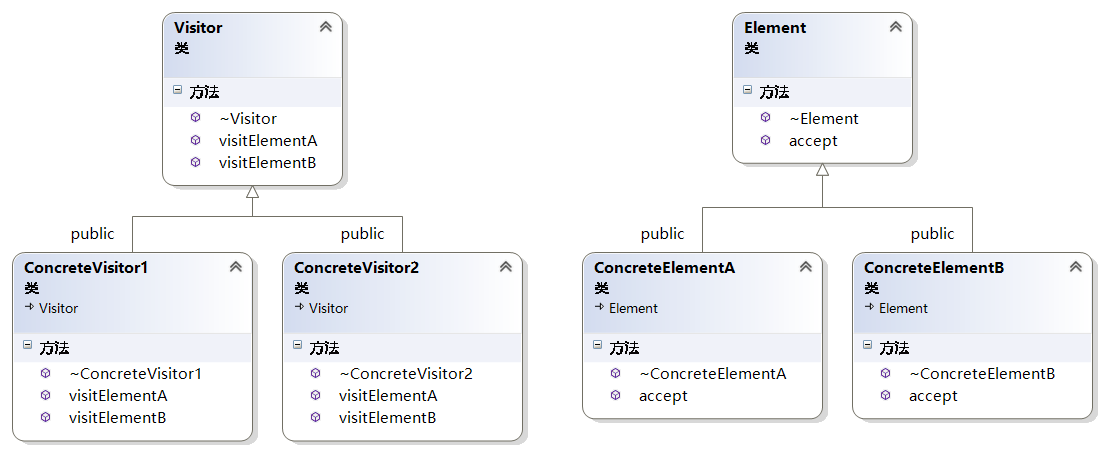 Visitor
类
方法
~Visitor
visitElementA
visitElementB
Element
类
方法
~Element
accept
public
public
public
public
ConcreteVisitor1
类
Visitor
方法
~ConcreteVisitor1
visitElementA
visitElementB
ConcreteVisitor2
类
Visitor
方法
~ConcreteVisitor2
visitElementA
visitElementB
ConcreteElementA
类
Element
方法
~ConcreteElementA
accept
ConcreteElementB
类
Element
方法
~ConcreteElementB
accept